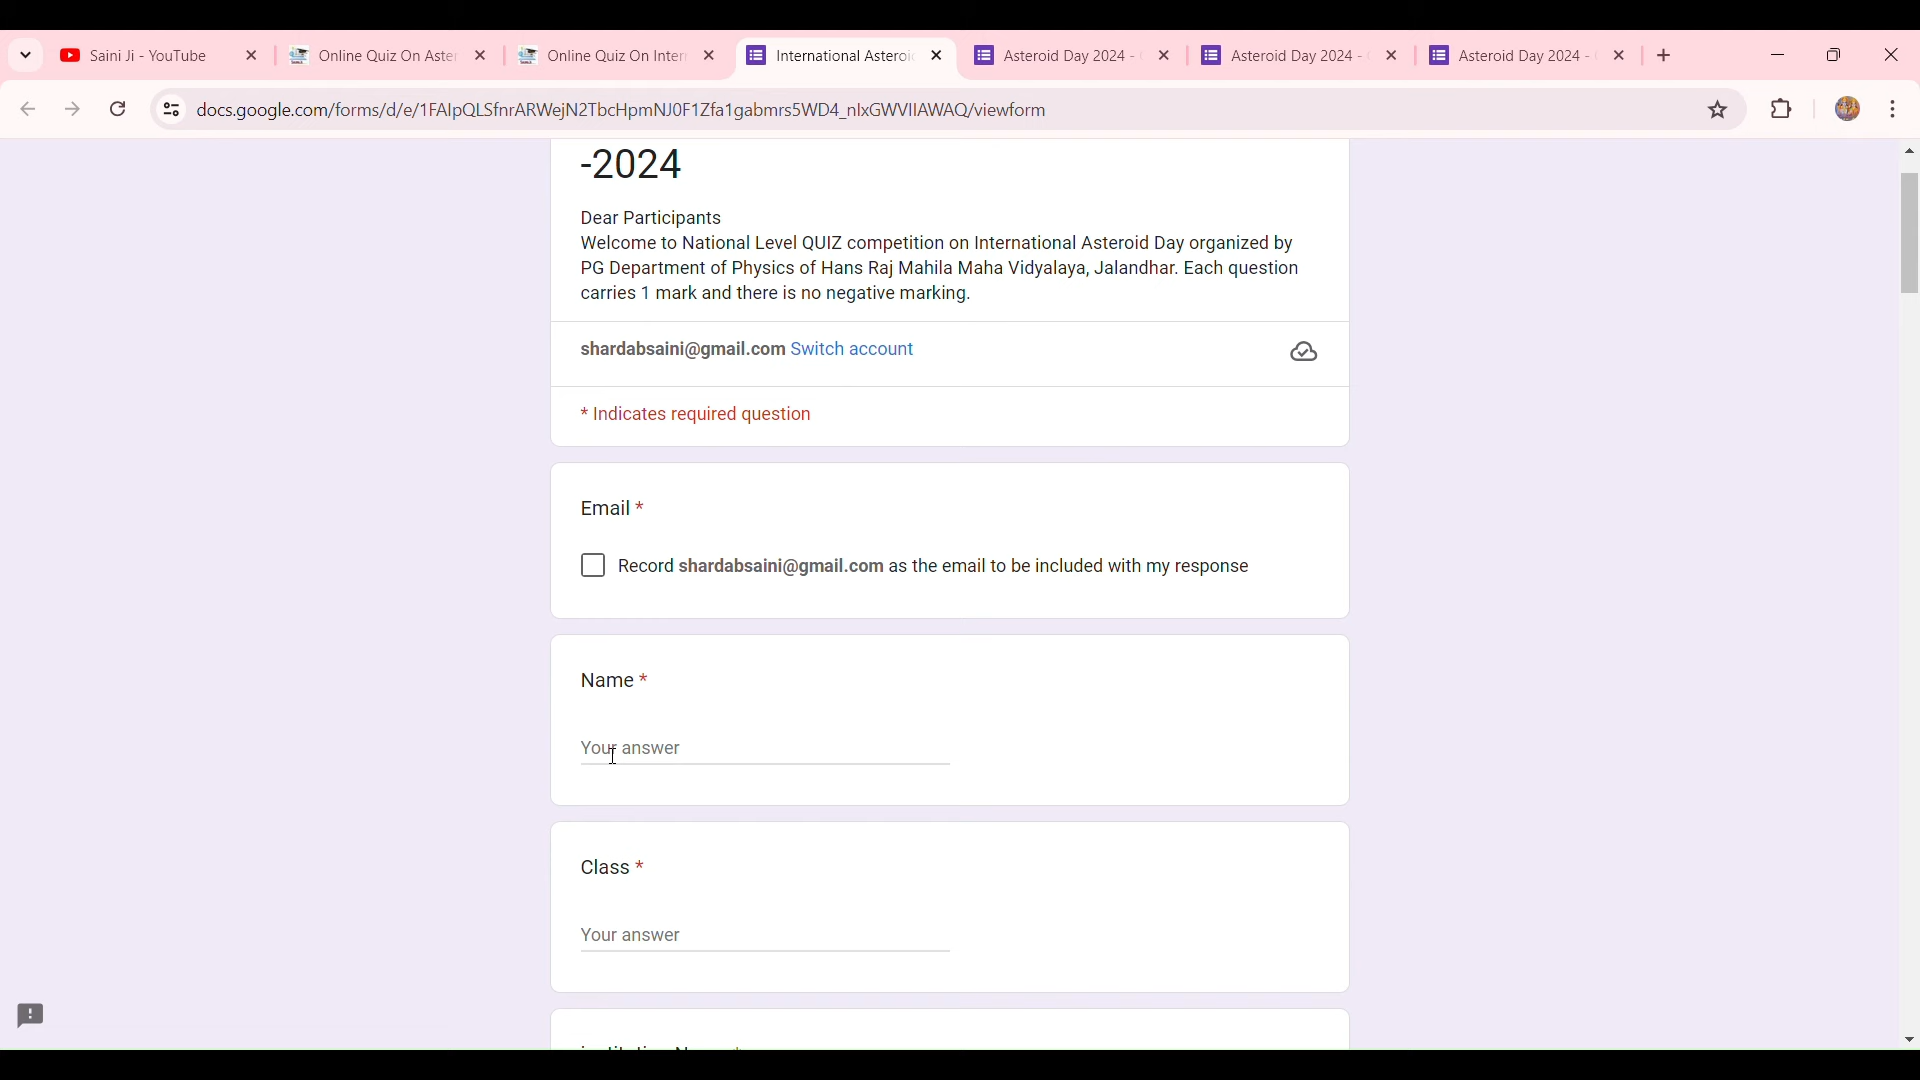 Saini Ji - YouTube
Online Quiz On Aster
Online Quiz On Inter
International Asteroi
Asteroid Day 2024 -
Asteroid Day 2024 -
Asteroid Day 2024 -
docs.google.com/forms/d/e/1FAIpQLSfnrARWejN2TbcHpmNJ0F1Zfa1gabmrs5WD4_nlxGWVIIAWAQ/viewform
-2024
Dear Participants
Welcome to National Level QUIZ competition on International Asteroid Day organized by
PG Department of Physics of Hans Raj Mahila Maha Vidyalaya, Jalandhar. Each question
carries 1 mark and there is no negative marking.
shardabsaini@gmail.com Switch account
* Indicates required question
Email *
Record shardabsaini@gmail.com as the email to be included with my response
Name *
Your answer
Class *
Your answer